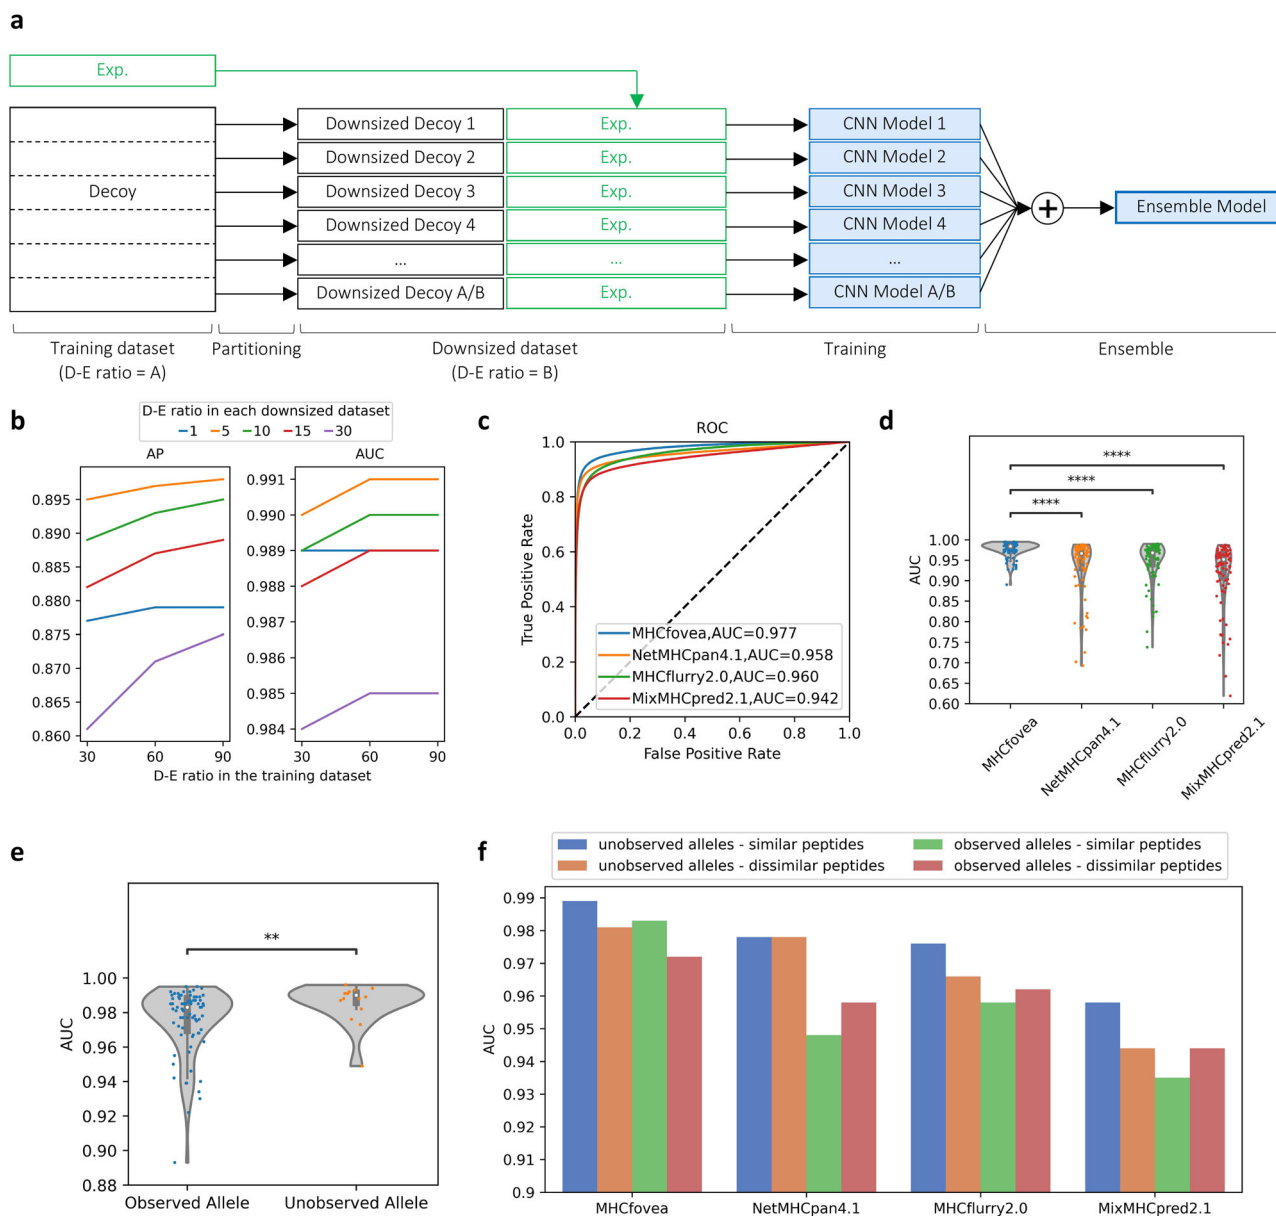 a
Exp.
Decoy
Downsized Decoy 1
Exp.
CNN Model 1
Downsized Decoy 2
Exp.
CNN Model 2
Downsized Decoy 3
Exp.
CNN Model 3
Downsized Decoy 4
Exp.
CNN Model 4
...
...
...
Downsized Decoy A/B
Exp.
CNN Model A/B
+
Ensemble Model
Training dataset
(D-E ratio = A)
Partitioning
Downsized dataset
(D-E ratio = B)
Training
Ensemble
b
D-E ratio in each downsized dataset
1 5 10 15 30
AP
0.895
0.890
0.885
0.880
0.875
0.870
0.865
0.860
30 60 90
AUC
0.991
0.990
0.989
0.988
0.987
0.986
0.985
0.984
30 60 90
D-E ratio in the training dataset
c
ROC
True Positive Rate
1.0
0.8
0.6
0.4
0.2
0.0
MHCfovea,AUC=0.977
NetMHCpan4.1,AUC=0.958
MHCflurry2.0,AUC=0.960
MixMHCpred2.1,AUC=0.942
0.0 0.2 0.4 0.6 0.8 1.0
False Positive Rate
d
****
****
****
AUC
1.00
0.95
0.90
0.85
0.80
0.75
0.70
0.65
0.60
MHCfovea
NetMHCpan4.1
MHCflurry2.0
MixMHCpred2.1
e
**
AUC
1.00
0.98
0.96
0.94
0.92
0.90
0.88
Observed Allele Unobserved Allele
f
unobserved alleles - similar peptides
unobserved alleles - dissimilar peptides
observed alleles - similar peptides
observed alleles - dissimilar peptides
AUC
0.99
0.98
0.97
0.96
0.95
0.94
0.93
0.92
0.91
0.9
MHCfovea NetMHCpan4.1 MHCflurry2.0 MixMHCpred2.1